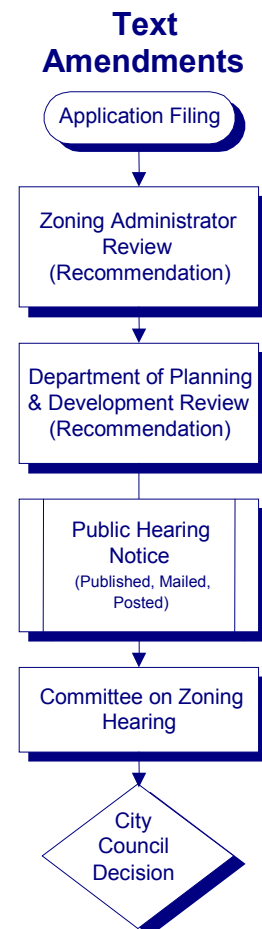 Text
Amendments
Application Filing
Zoning Administrator
Review
(Recommendation)
Department of Planning
& Development Review
(Recommendation)
Public Hearing
Notice
(Published, Mailed,
Posted)
Committee on Zoning
Hearing
City
Council
Decision